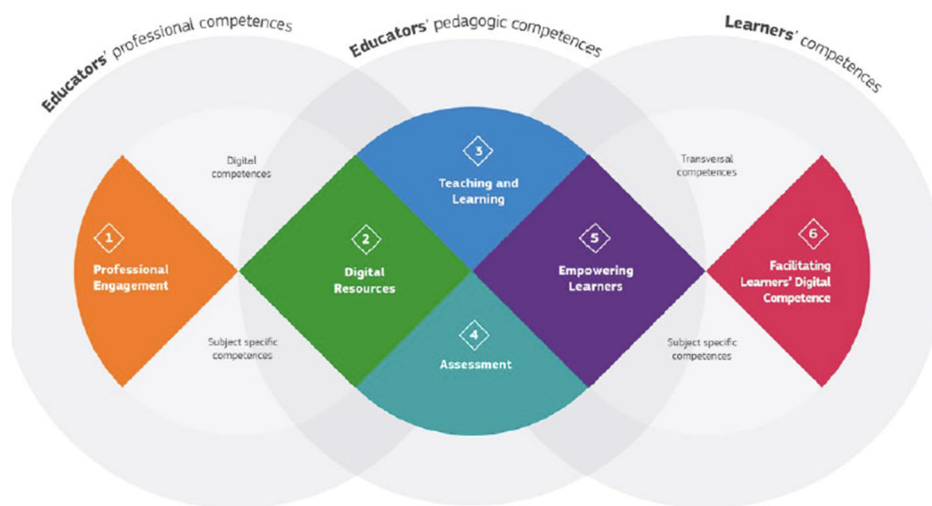 Educators' professional competences
Educators' pedagogic competences
Learners' competences
Digital
competences
Transversal
competences
3
Teaching and
Learning
1
Professional
Engagement
2
Digital
Resources
5
Empowering
Learners
6
Facilitating
Learners' Digital
Competence
4
Assessment
Subject specific
competences
Subject specific
competences